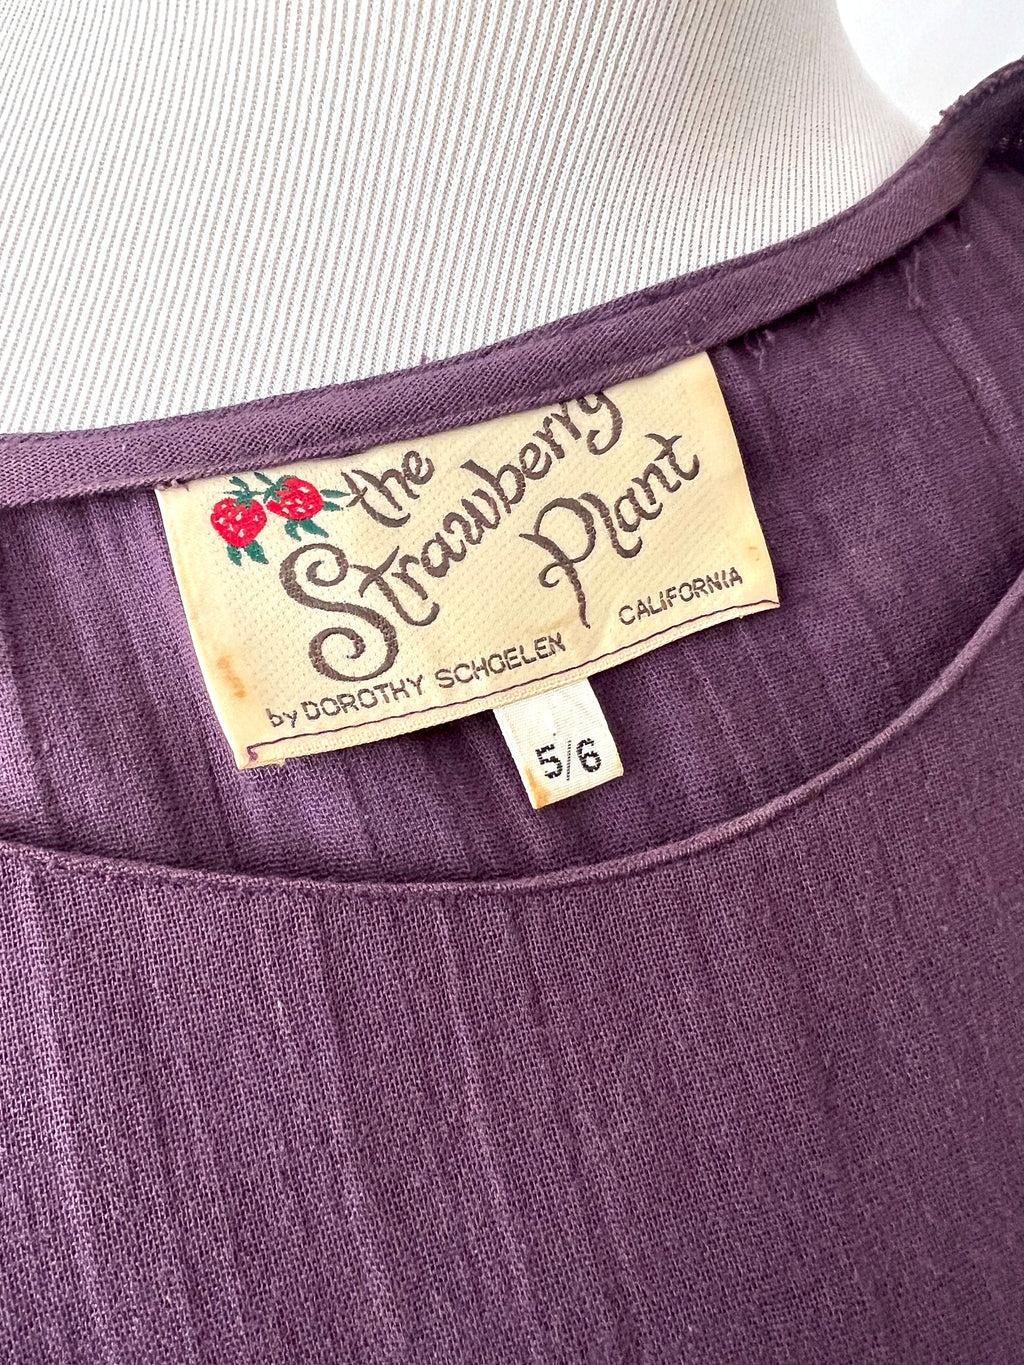 the
Strawberry
Plant
by DOROTHY SCHOELEN CALIFORNIA
5/6